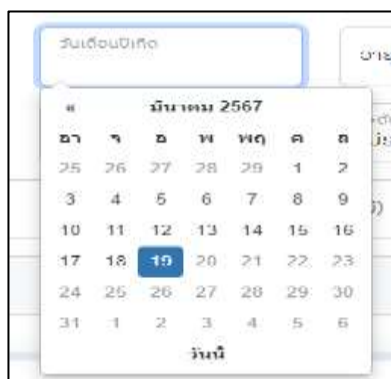 วันเดือนปีเกิด
อาย
« มีนาคม 2567
อา จ อ พ พฤ ศ ส
25 26 27 28 29 1 2
3 4 5 6 7 8 9
10 11 12 13 14 15 16
17 18 19 20 21 22 23
24 25 26 27 28 29 30
31 1 2 3 4 5 6
วันนี้